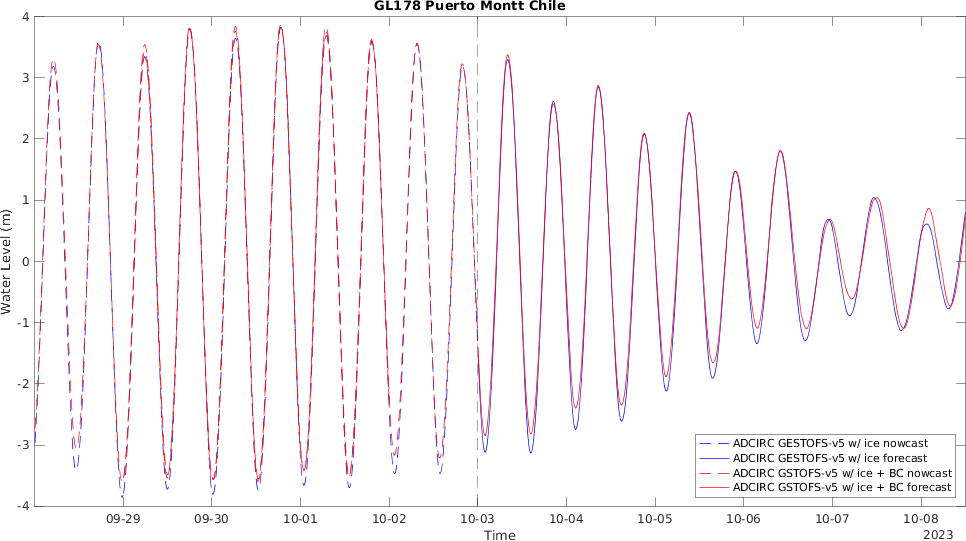 GL178 Puerto Montt Chile
4
3
2
1
0
-1
-2
-3
-4
Water Level (m)
09-29 09-30 10-01 10-02 10-03 10-04 10-05 10-06 10-07 10-08
Time
2023
ADCIRC GESTOFS-v5 w/ ice nowcast
ADCIRC GESTOFS-v5 w/ ice forecast
ADCIRC GSTOFS-v5 w/ ice + BC nowcast
ADCIRC GSTOFS-v5 w/ ice + BC forecast